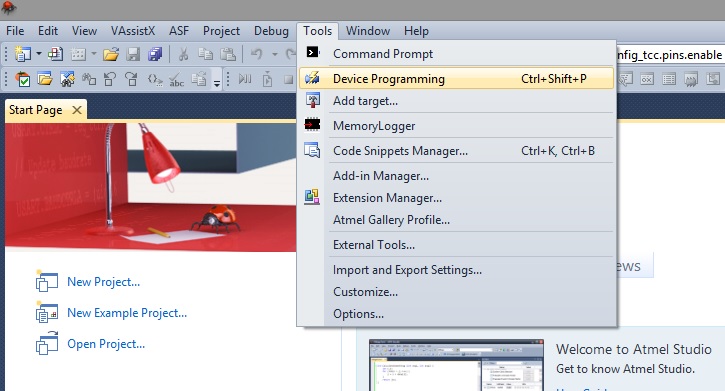 File Edit View VAssistX ASF Project Debug Tools Window Help
nfig_tcc.pins.enable
Start Page
Command Prompt
Device Programming Ctrl+Shift+P
Add target...
MemoryLogger
Code Snippets Manager... Ctrl+K, Ctrl+B
Add-in Manager...
Extension Manager...
Atmel Gallery Profile...
External Tools...
Import and Export Settings...
Customize...
Options...
New Project...
New Example Project...
Open Project...
ews
Welcome to Atmel Studio
Get to know Atmel Studio